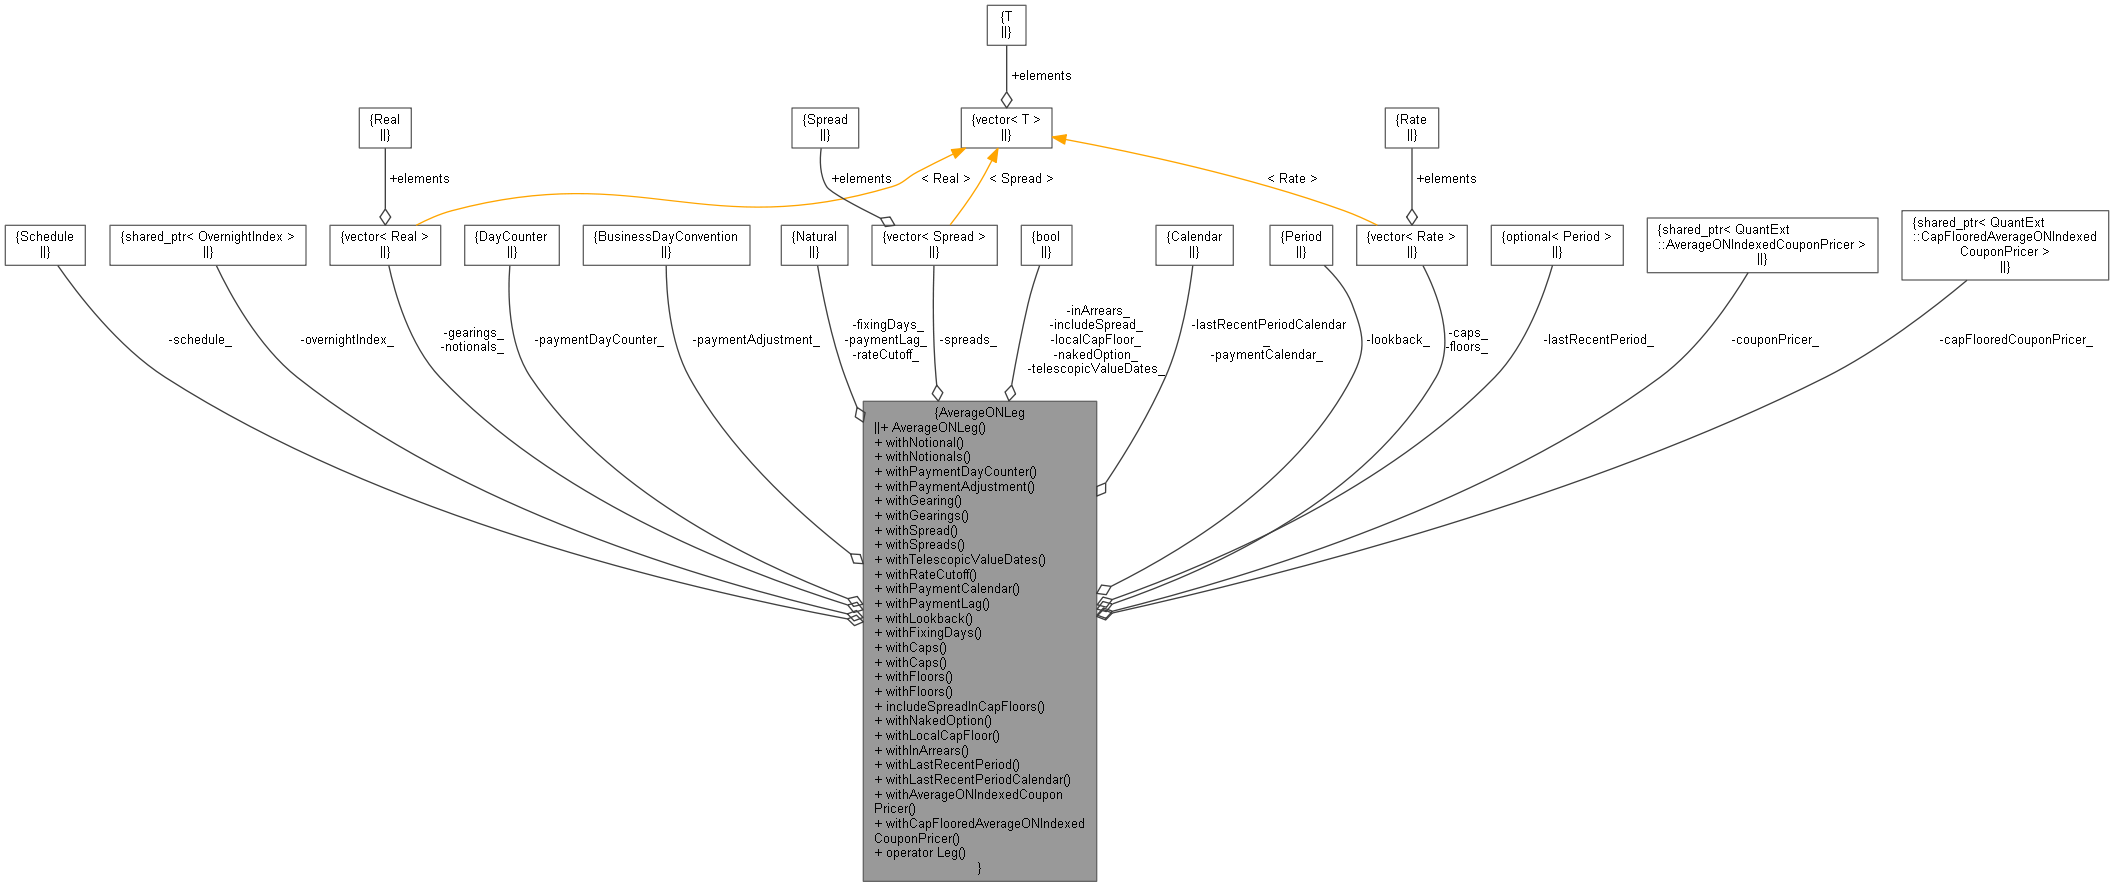 {T
||}
+elements
{Real
||}
{Spread
||}
{vector< T >
||}
{Rate
||}
+elements
+elements
< Real >
< Spread >
< Rate >
+elements
{Schedule
||}
{shared_ptr< OvernightIndex >
||}
{vector< Real >
||}
{DayCounter
||}
{BusinessDayConvention
||}
{Natural
||}
{vector< Spread >
||}
{bool
||}
{Calendar
||}
{Period
||}
{vector< Rate >
||}
{optional< Period >
||}
{shared_ptr< QuantExt
::AverageONIndexedCouponPricer >
||}
{shared_ptr< QuantExt
::CapFlooredAverageONIndexed
CouponPricer >
||}
-schedule_
-overnightIndex_
-gearings_
-notionals_
-paymentDayCounter_
-paymentAdjustment_
-fixingDays_
-paymentLag_
-rateCutoff_
-spreads_
-inArrears_
-includeSpread_
-localCapFloor_
-nakedOption_
-telescopicValueDates_
-lastRecentPeriodCalendar
_
-paymentCalendar_
-lookback_
-caps_
-floors_
-lastRecentPeriod_
-couponPricer_
-capFlooredCouponPricer_
{AverageONLeg
||+ AverageONLeg()
+ withNotional()
+ withNotionals()
+ withPaymentDayCounter()
+ withPaymentAdjustment()
+ withGearing()
+ withGearings()
+ withSpread()
+ withSpreads()
+ withTelescopicValueDates()
+ withRateCutoff()
+ withPaymentCalendar()
+ withPaymentLag()
+ withLookback()
+ withFixingDays()
+ withCaps()
+ withCaps()
+ withFloors()
+ withFloors()
+ includeSpreadInCapFloors()
+ withNakedOption()
+ withLocalCapFloor()
+ withInArrears()
+ withLastRecentPeriod()
+ withLastRecentPeriodCalendar()
+ withAverageONIndexedCoupon
Pricer()
+ withCapFlooredAverageONIndexed
CouponPricer()
+ operator Leg()
}